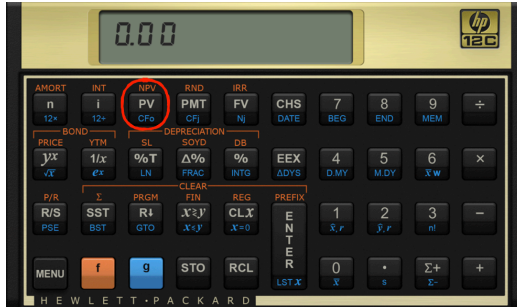 0.00
hp
12C
AMORT INT NPV RND IRR
n i PV PMT FV CHS 7 8 9 ÷
12× 12÷ CFo CFj Nj DATE BEG END MEM
BOND DEPRECIATION
PRICE YTM SL SOYD DB
yx 1/x %T Δ% % EEX 4 5 6 ×
√x ex LN FRAC INTG ΔDYS D.MY M.DY x̄w
CLEAR
P/R Σ PRGM FIN REG PREFIX
R/S SST R↓ x≷y CLx ENTER 1 2 3 −
PSE BST GTO x≤y x=0 x̂,r ŷ,r n!
MENU f g STO RCL 0 · Σ+ +
LST x x̄ s Σ−
HEWLETT·PACKARD